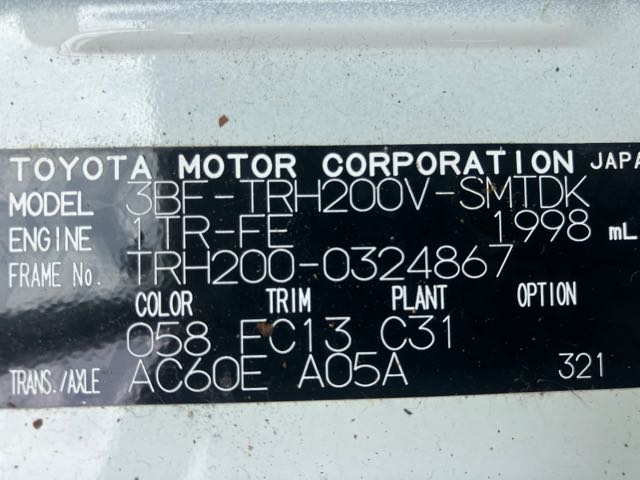 TOYOTA MOTOR CORPORATION JAPA
MODEL 3BF-TRH200V-SMTDK
ENGINE 1TR-FE 1998 mL
FRAME No. TRH200-0324867
COLOR TRIM PLANT OPTION
058 FC13 C31
TRANS./AXLE AC60E A05A 321